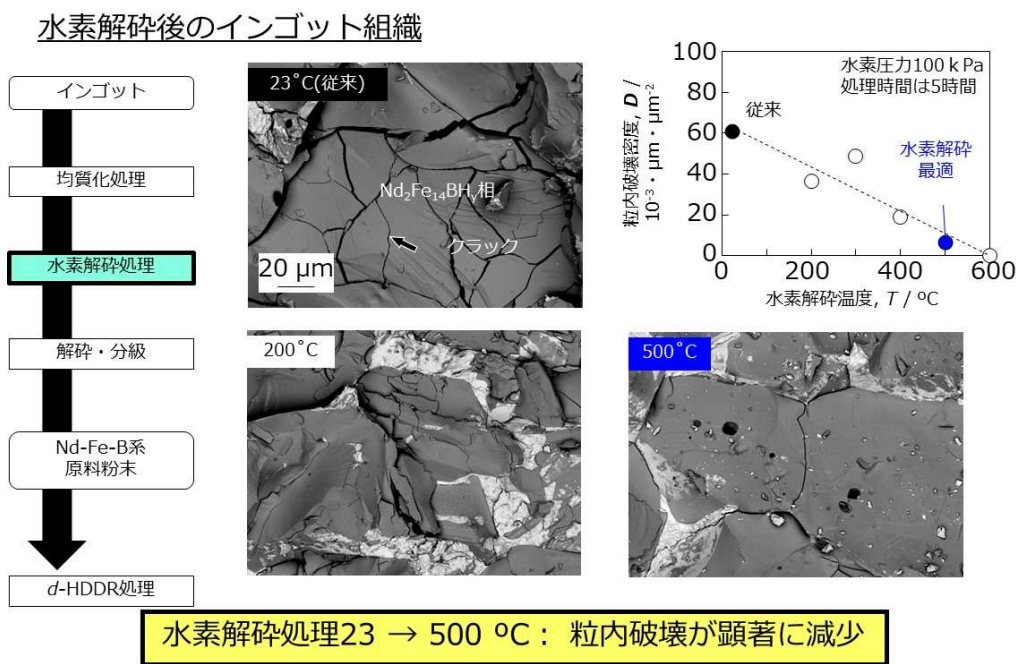 水素解砕後のインゴット組織
インゴット
均質化処理
水素解砕処理
解砕・分級
Nd-Fe-B系
原料粉末
d-HDDR処理
23˚C(従来)
Nd₂Fe₁₄BHᵧ相
クラック
20 μm
粒内破壊密度, D /
10⁻³・μm・μm⁻²
100
80
60
40
20
0
水素圧力100 k Pa
処理時間は5時間
従来
水素解砕
最適
0
200
400
600
水素解砕温度, T / ºC
200˚C
500˚C
水素解砕処理23 → 500 ºC： 粒内破壊が顕著に減少